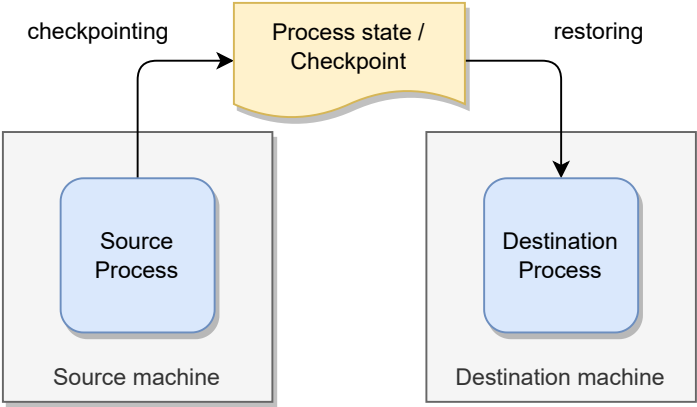 checkpointing
Process state /
Checkpoint
restoring
Source
Process
Source machine
Destination
Process
Destination machine